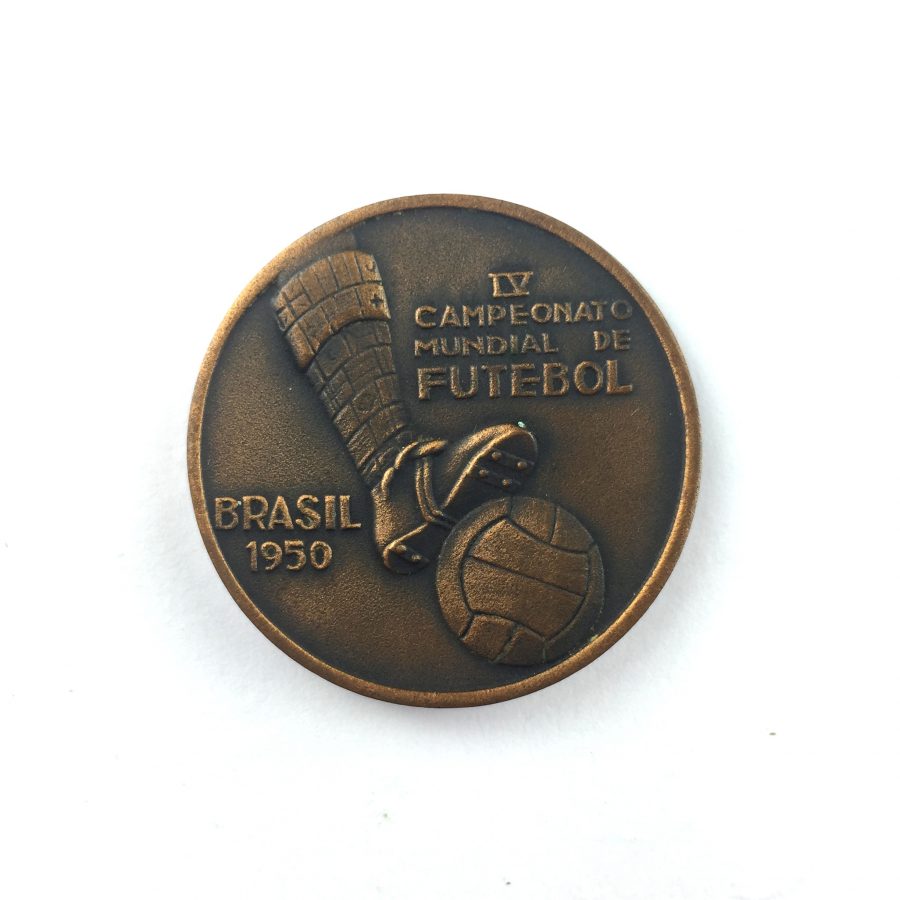 IV
CAMPEONATO
MUNDIAL DE
FUTEBOL
BRASIL
1950